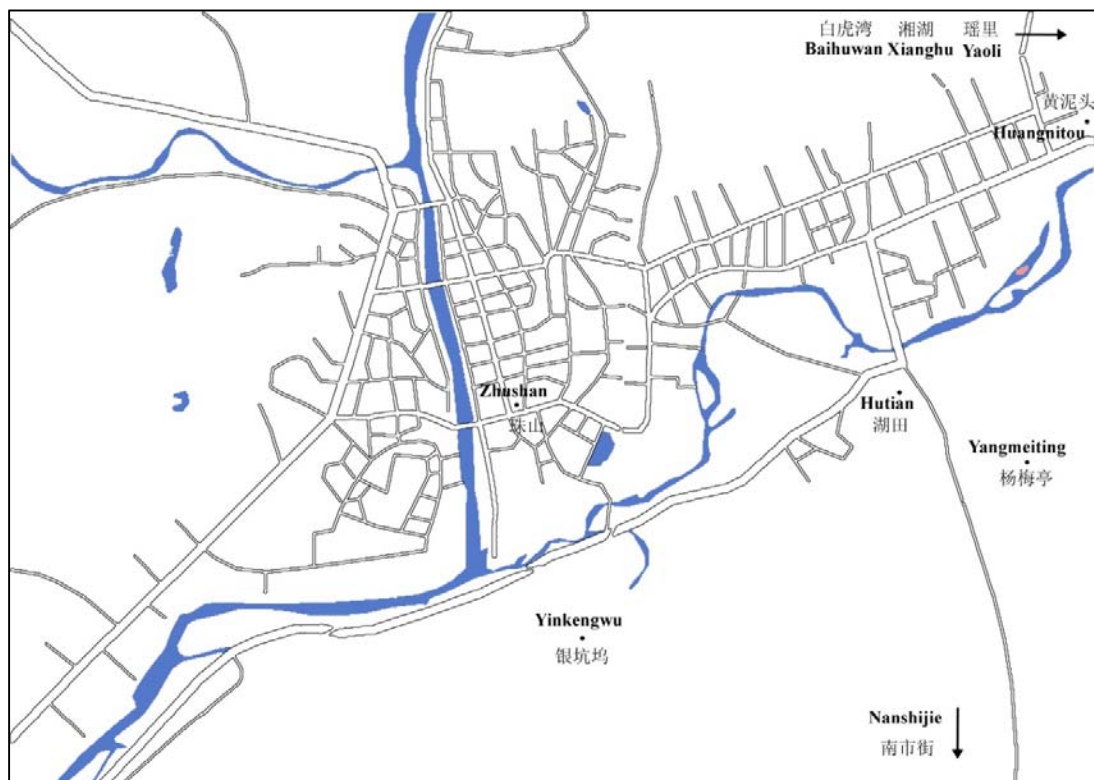 白虎湾 湘湖 瑶里
Baihuwan Xianghu Yaoli
黄泥头
Huangnitou
Zhushan
珠山
Hutian
湖田
Yangmeiting
杨梅亭
Yinkengwu
银坑坞
Nanshijie
南市街